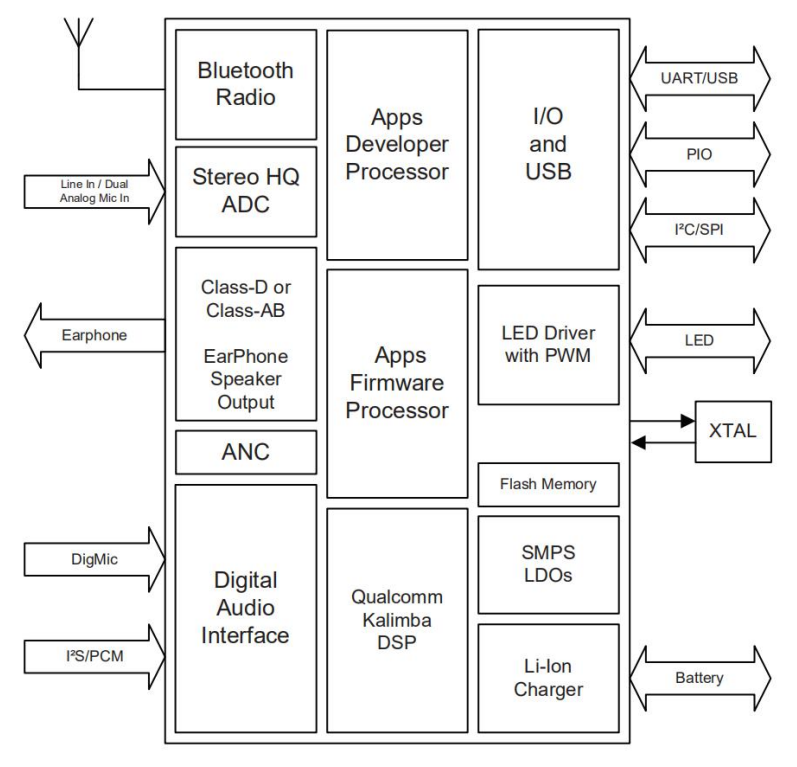 Bluetooth
Radio
Apps
Developer
Processor
I/O
and
USB
UART/USB
PIO
I²C/SPI
Line In / Dual
Analog Mic In
Stereo HQ
ADC
Class-D or
Class-AB
EarPhone
Speaker
Output
Earphone
Apps
Firmware
Processor
LED Driver
with PWM
LED
XTAL
ANC
Flash Memory
DigMic
I²S/PCM
Digital
Audio
Interface
Qualcomm
Kalimba
DSP
SMPS
LDOs
Li-Ion
Charger
Battery